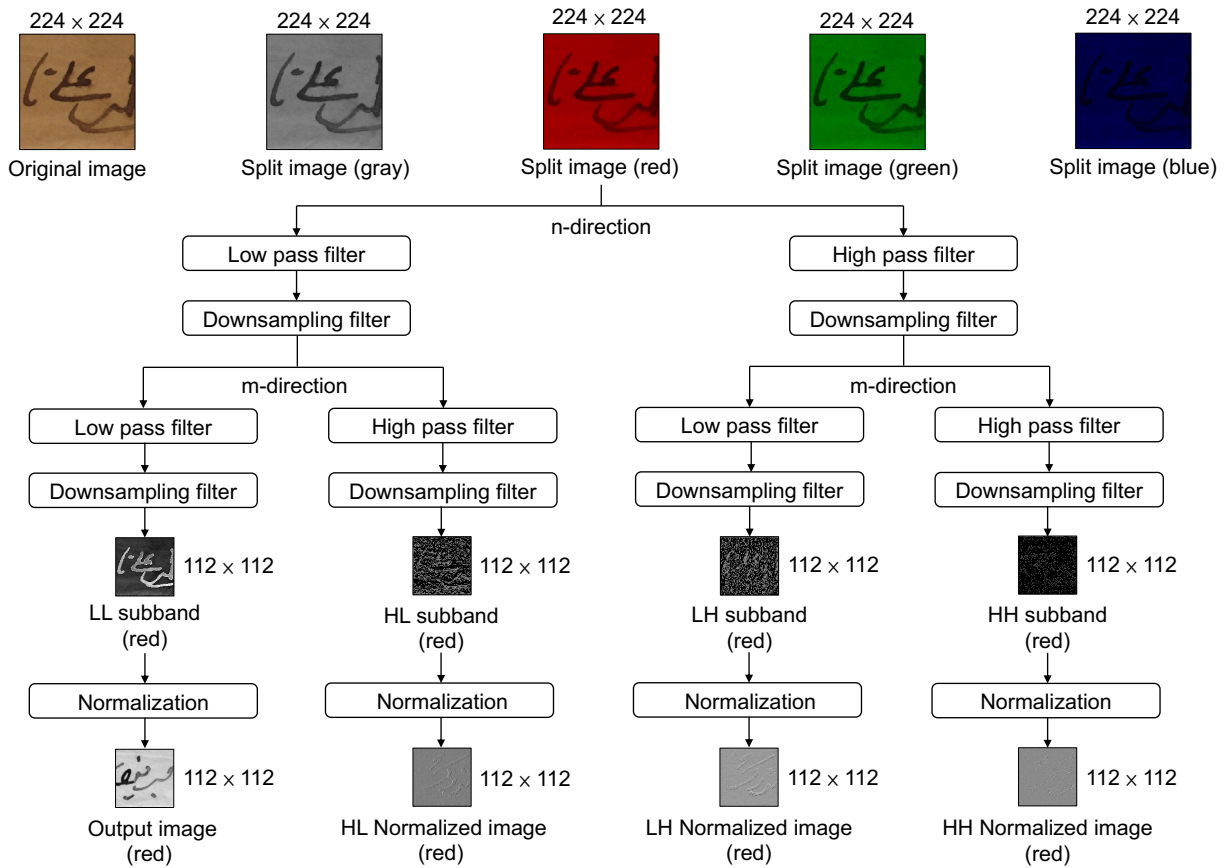 224 × 224 224 × 224 224 × 224 224 × 224 224 × 224
Original image Split image (gray) Split image (red) Split image (green) Split image (blue)
n-direction
Low pass filter High pass filter
Downsampling filter Downsampling filter
m-direction m-direction
Low pass filter High pass filter Low pass filter High pass filter
Downsampling filter Downsampling filter Downsampling filter Downsampling filter
112 × 112 112 × 112 112 × 112 112 × 112
LL subband HL subband LH subband HH subband
(red) (red) (red) (red)
Normalization Normalization Normalization Normalization
112 × 112 112 × 112 112 × 112 112 × 112
Output image HL Normalized image LH Normalized image HH Normalized image
(red) (red) (red) (red)